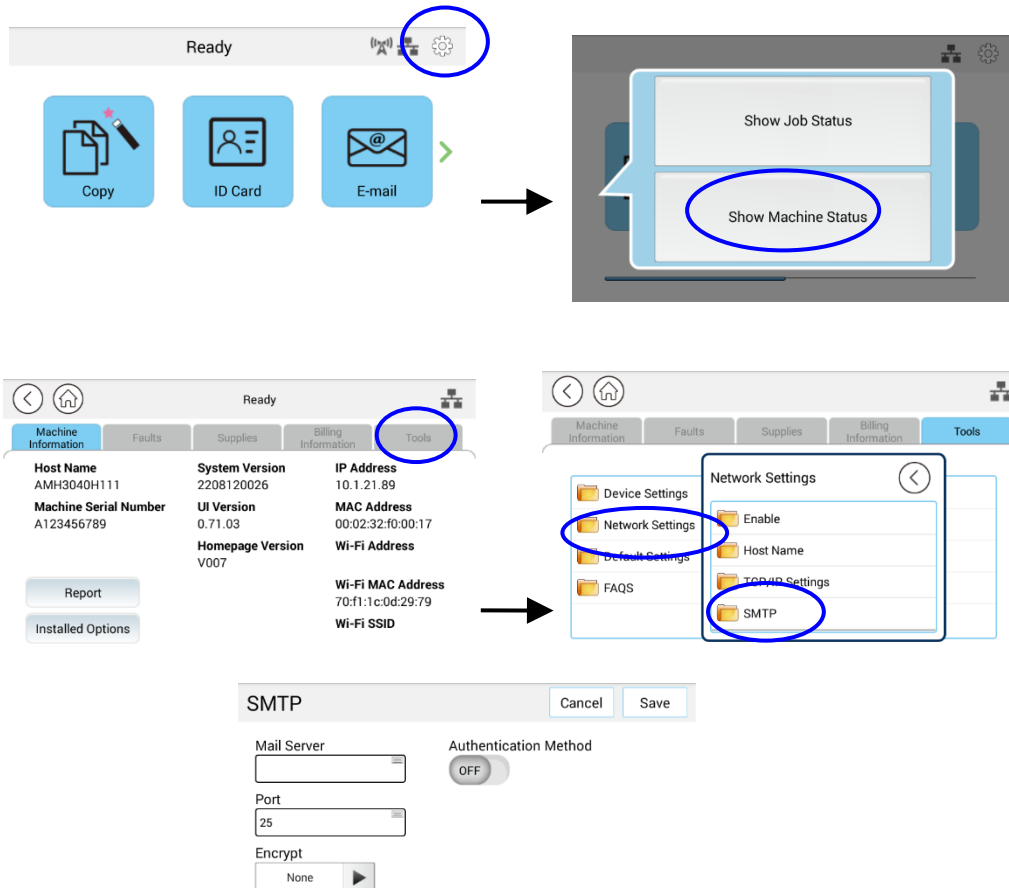 Ready
Copy
ID Card
@
E-mail
Show Job Status
Show Machine Status
Ready
Machine Information
Faults
Supplies
Billing Information
Tools
Host Name
AMH3040H111
Machine Serial Number
A123456789
System Version
2208120026
UI Version
0.71.03
Homepage Version
V007
IP Address
10.1.21.89
MAC Address
00:02:32:f0:00:17
Wi-Fi Address
Wi-Fi MAC Address
70:f1:1c:0d:29:79
Wi-Fi SSID
Report
Installed Options
Machine Information
Faults
Supplies
Billing Information
Tools
Device Settings
Network Settings
Default Settings
FAQS
Network Settings
Enable
Host Name
TCP/IP Settings
SMTP
SMTP
Cancel
Save
Mail Server
Authentication Method
OFF
Port
25
Encrypt
None